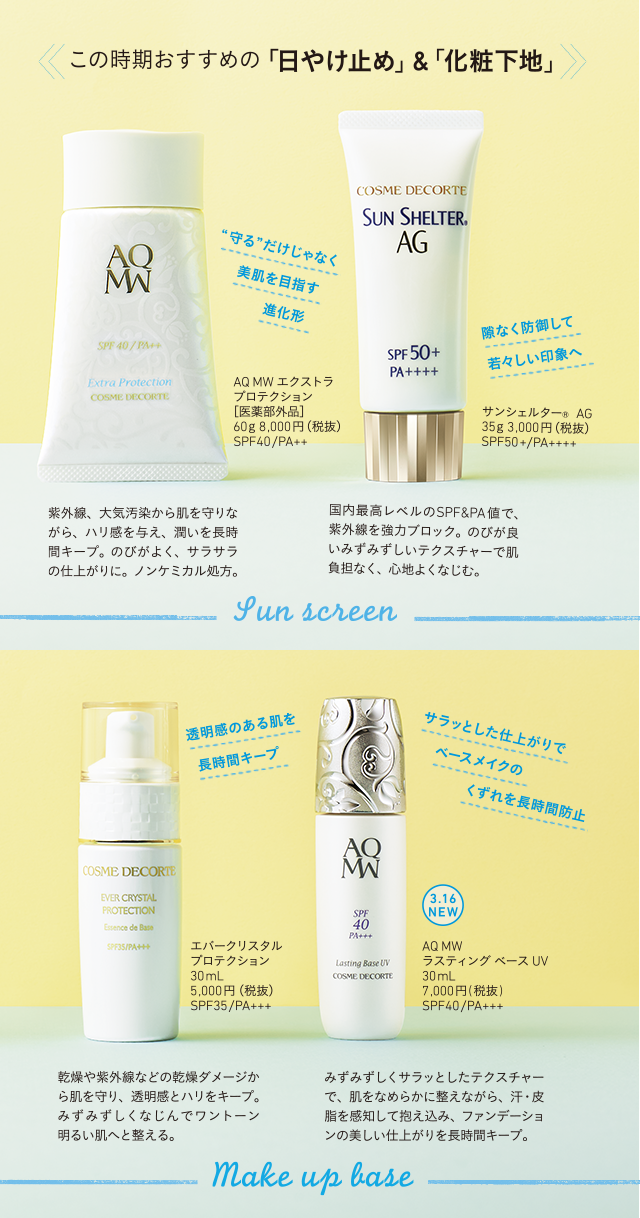 この時期おすすめの「日やけ止め」&「化粧下地」
AQ
MW
SPF 40 / PA++
Extra Protection
COSME DECORTE
“守る”だけじゃなく
美肌を目指す
進化形
AQ MW エクストラ
プロテクション
[医薬部外品]
60g 8,000円（税抜）
SPF40/PA++
COSME DECORTE
SUN SHELTER®
AG
SPF 50+
PA++++
隙なく防御して
若々しい印象へ
サンシェルター® AG
35g 3,000円（税抜）
SPF50+/PA++++
紫外線、大気汚染から肌を守りな
がら、ハリ感を与え、潤いを長時
間キープ。のびがよく、サラサラ
の仕上がりに。ノンケミカル処方。
国内最高レベルのSPF&PA値で、
紫外線を強力ブロック。のびが良
いみずみずしいテクスチャーで肌
負担なく、心地よくなじむ。
Sun screen
COSME DECORTE
EVER CRYSTAL
PROTECTION
Essence de Base
SPF35/PA+++
透明感のある肌を
長時間キープ
エバークリスタル
プロテクション
30mL
5,000円（税抜）
SPF35/PA+++
AQ
MW
SPF
40
PA+++
Lasting Base UV
COSME DECORTE
サラッとした仕上がりで
ベースメイクの
くずれを長時間防止
3.16
NEW
AQ MW
ラスティング ベース UV
30mL
7,000円(税抜)
SPF40/PA+++
乾燥や紫外線などの乾燥ダメージか
ら肌を守り、透明感とハリをキープ。
みずみずしくなじんでワントーン
明るい肌へと整える。
みずみずしくサラッとしたテクスチャー
で、肌をなめらかに整えながら、汗・皮
脂を感知して抱え込み、ファンデーショ
ンの美しい仕上がりを長時間キープ。
Make up base